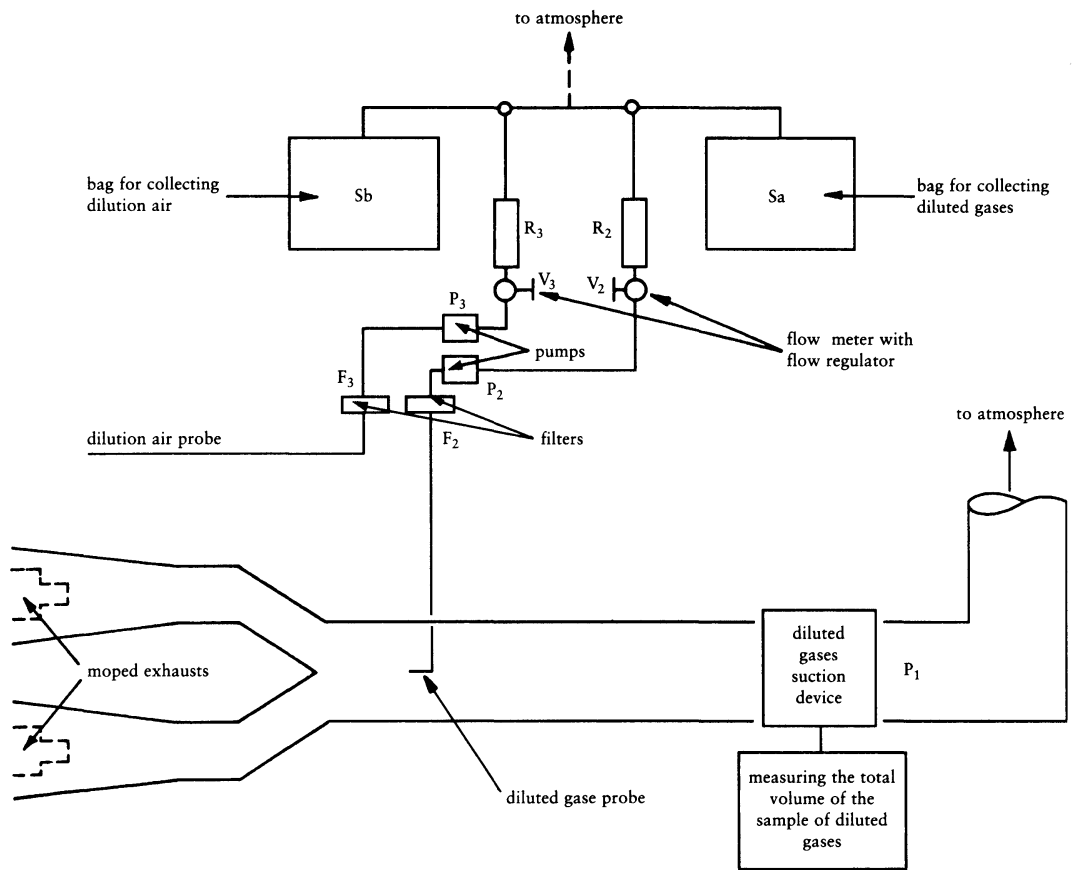 to atmosphere
bag for collecting
dilution air
Sb
Sa
bag for collecting
diluted gases
R3
R2
V3
V2
P3
pumps
flow meter with
flow regulator
F3
P2
to atmosphere
dilution air probe
F2
filters
moped exhausts
diluted
gases
suction
device
P1
diluted gase probe
measuring the total
volume of the
sample of diluted
gases